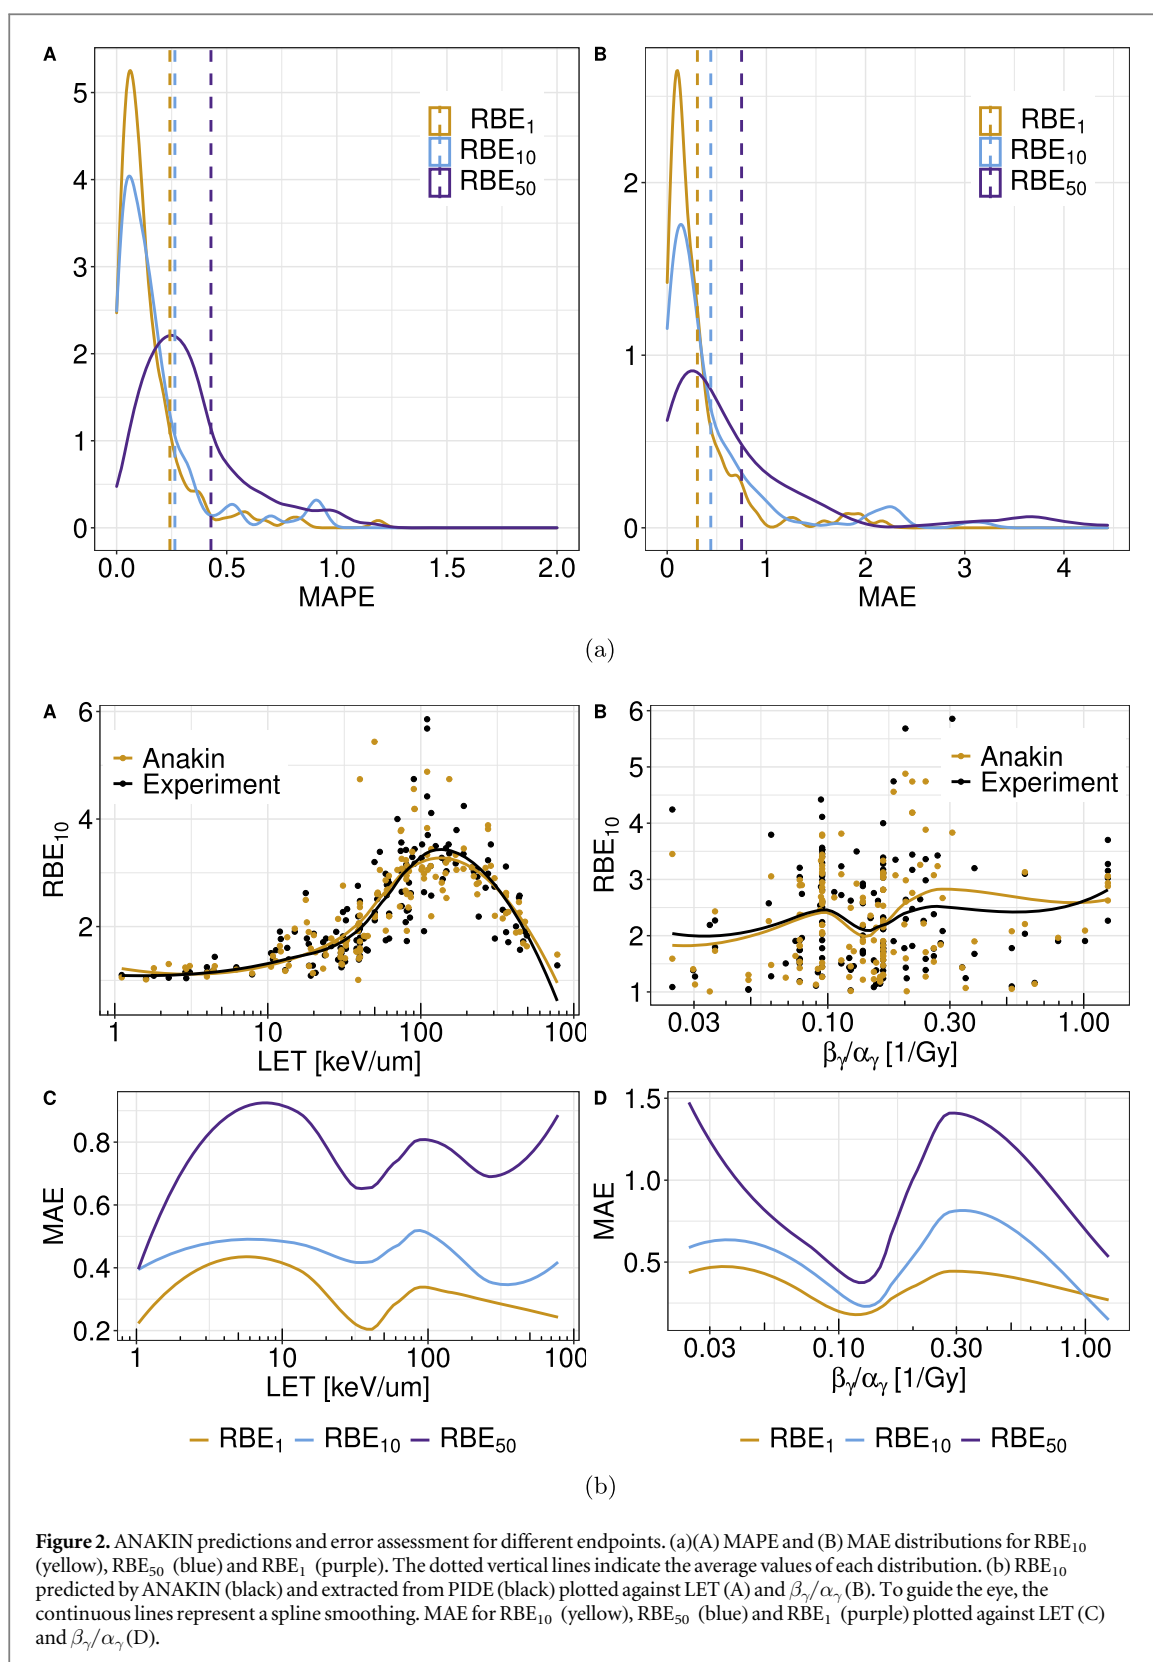 A
B
RBE1
RBE10
RBE50
RBE1
RBE10
RBE50
5
4
3
2
1
0
2
1
0
0.0 0.5 1.0 1.5 2.0
0 1 2 3 4
MAPE
MAE
(a)
A
B
6
4
2
RBE10
Anakin
Experiment
1 10 100 100
LET [keV/um]
6
5
4
3
2
1
RBE10
Anakin
Experiment
0.03 0.10 0.30 1.00
βγ/αγ [1/Gy]
C
D
0.8
0.6
0.4
0.2
MAE
1 10 100 100
LET [keV/um]
1.5
1.0
0.5
MAE
0.03 0.10 0.30 1.00
βγ/αγ [1/Gy]
RBE1 RBE10 RBE50
RBE1 RBE10 RBE50
(b)
Figure 2. ANAKIN predictions and error assessment for different endpoints. (a)(A) MAPE and (B) MAE distributions for RBE10
(yellow), RBE50 (blue) and RBE1 (purple). The dotted vertical lines indicate the average values of each distribution. (b) RBE10
predicted by ANAKIN (black) and extracted from PIDE (black) plotted against LET (A) and βγ/αγ (B). To guide the eye, the
continuous lines represent a spline smoothing. MAE for RBE10 (yellow), RBE50 (blue) and RBE1 (purple) plotted against LET (C)
and βγ/αγ (D).